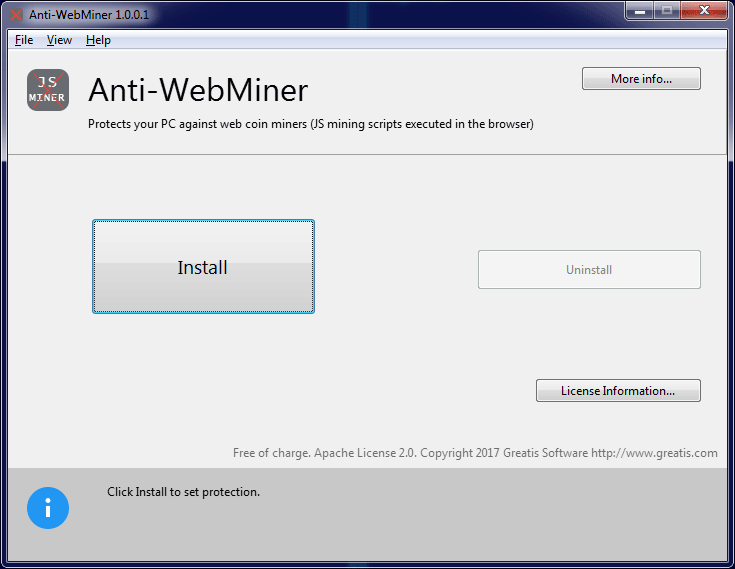 Anti-WebMiner 1.0.0.1
File View Help
JS
MINER
Anti-WebMiner
More info...
Protects your PC against web coin miners (JS mining scripts executed in the browser)
Install
Uninstall
License Information...
Free of charge. Apache License 2.0. Copyright 2017 Greatis Software http://www.greatis.com
Click Install to set protection.